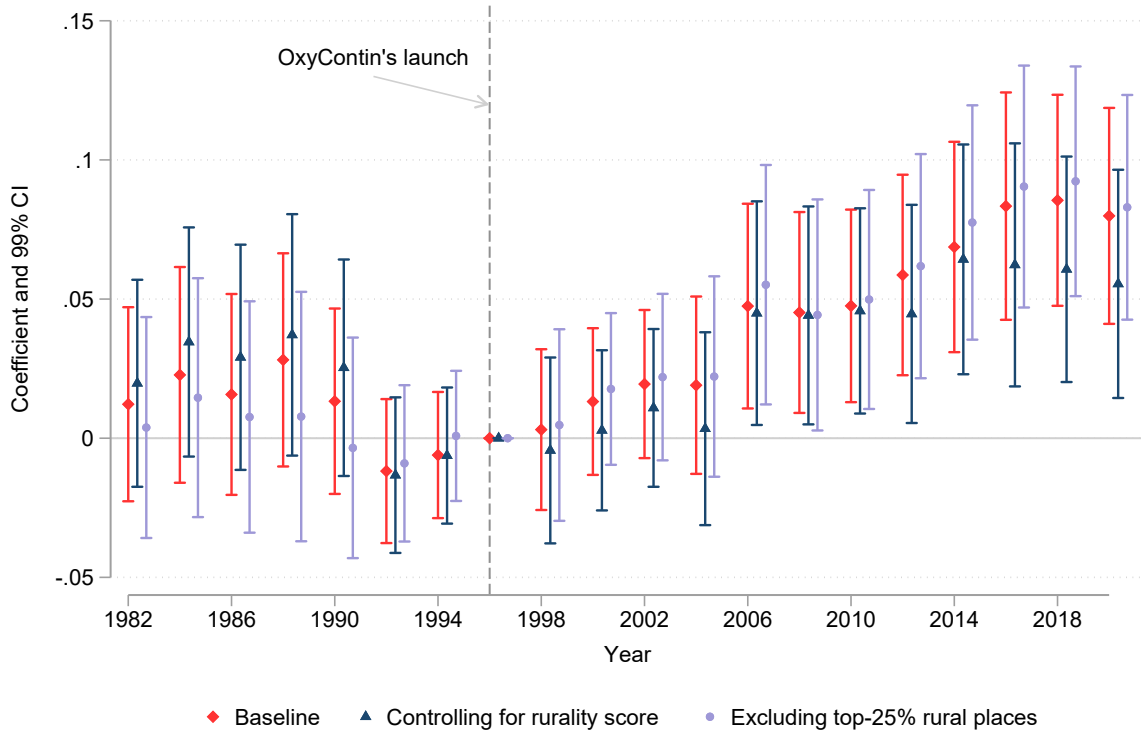 .15
OxyContin's launch
.1
.05
0
-.05
Coefficient and 99% CI
1982 1986 1990 1994 1998 2002 2006 2010 2014 2018
Year
Baseline Controlling for rurality score Excluding top-25% rural places